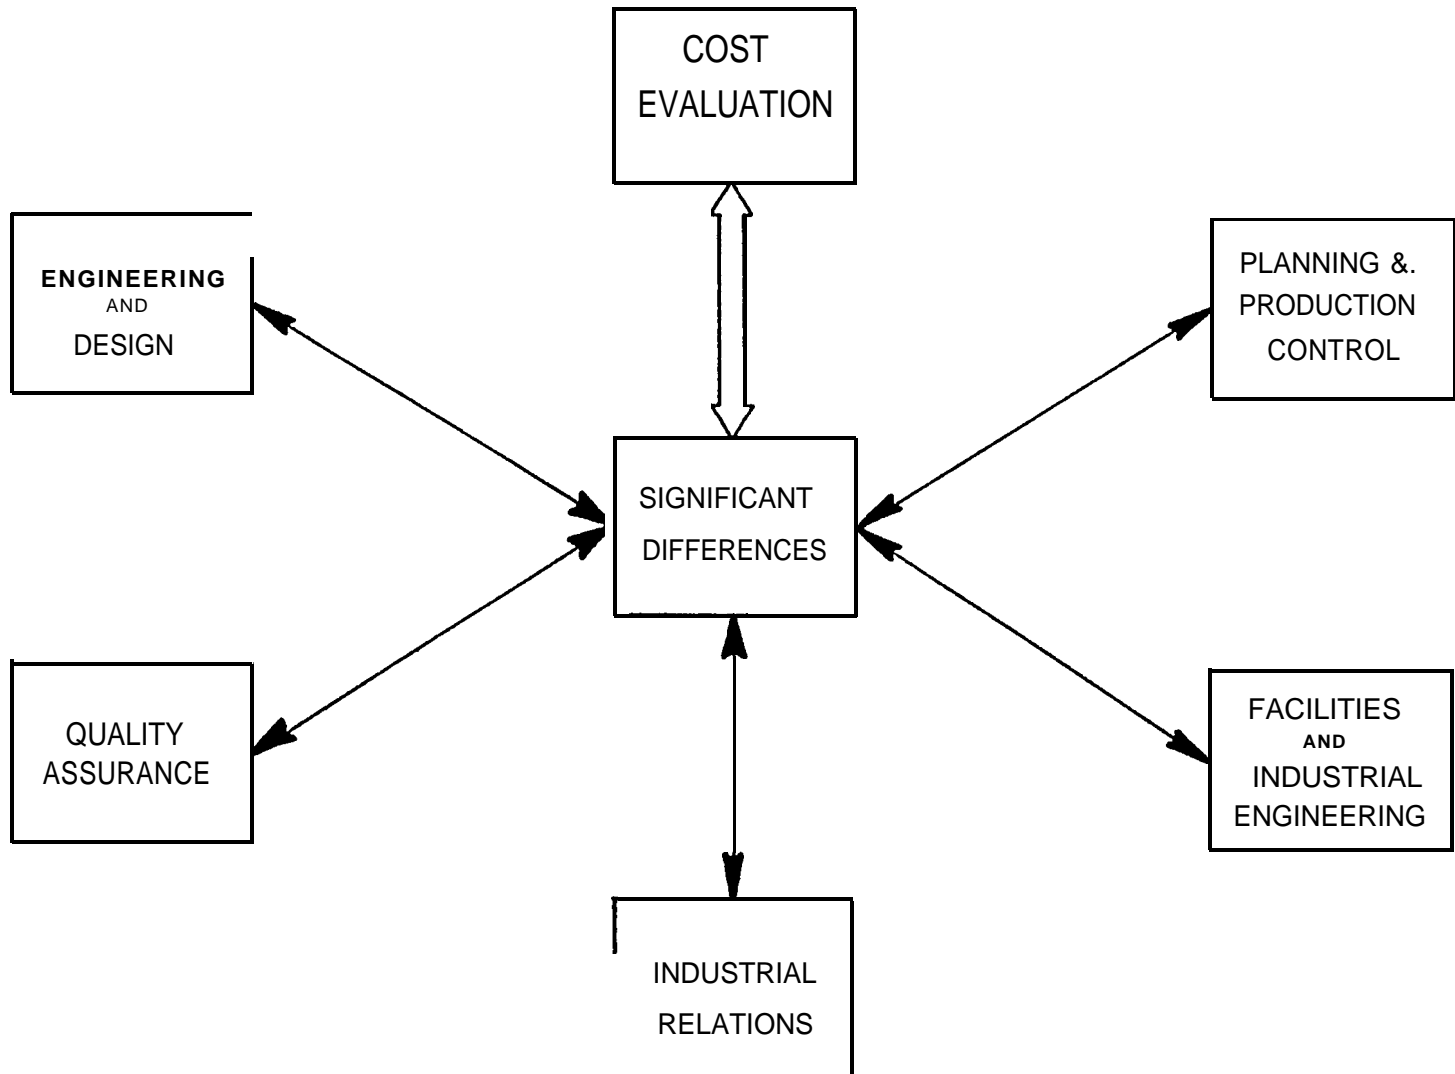 COST
EVALUATION
ENGINEERING
AND
DESIGN
PLANNING &.
PRODUCTION
CONTROL
SIGNIFICANT
DIFFERENCES
QUALITY
ASSURANCE
FACILITIES
AND
INDUSTRIAL
ENGINEERING
INDUSTRIAL
RELATIONS